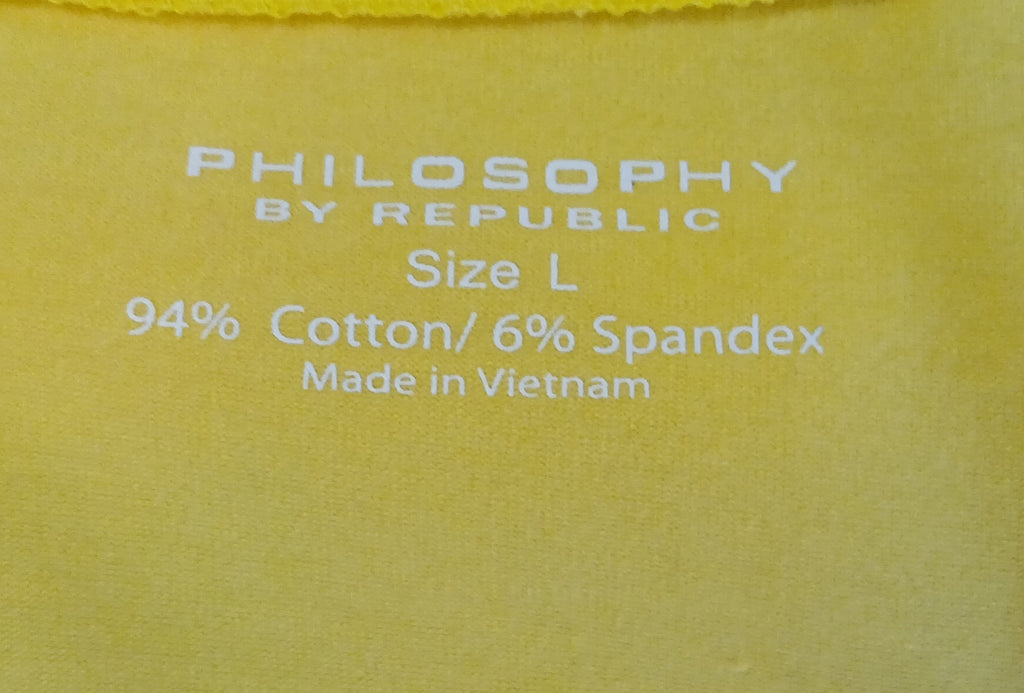 PHILOSOPHY
BY REPUBLIC
Size L
94% Cotton/ 6% Spandex
Made in Vietnam